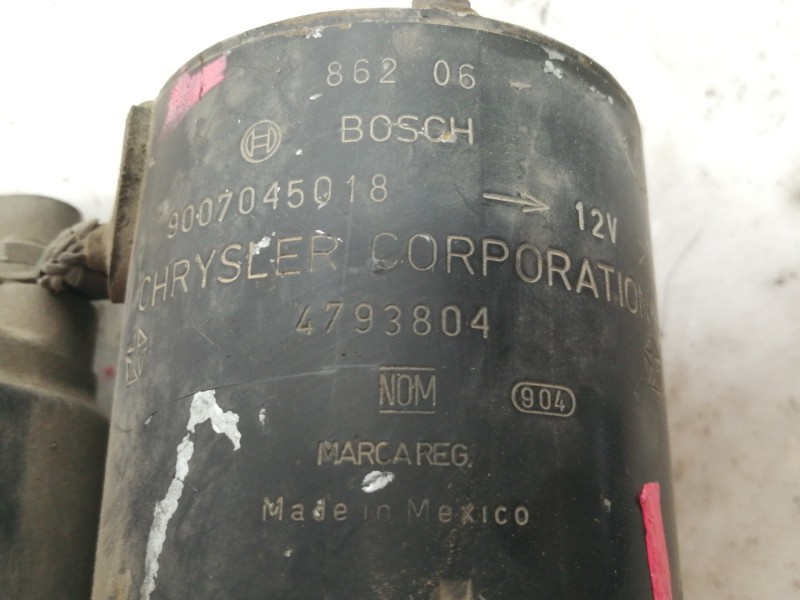 862 06
BOSCH
9007045018 → 12V
CHRYSLER CORPORATION
4793804
NOM 904
MARCA REG.
Made in Mexico